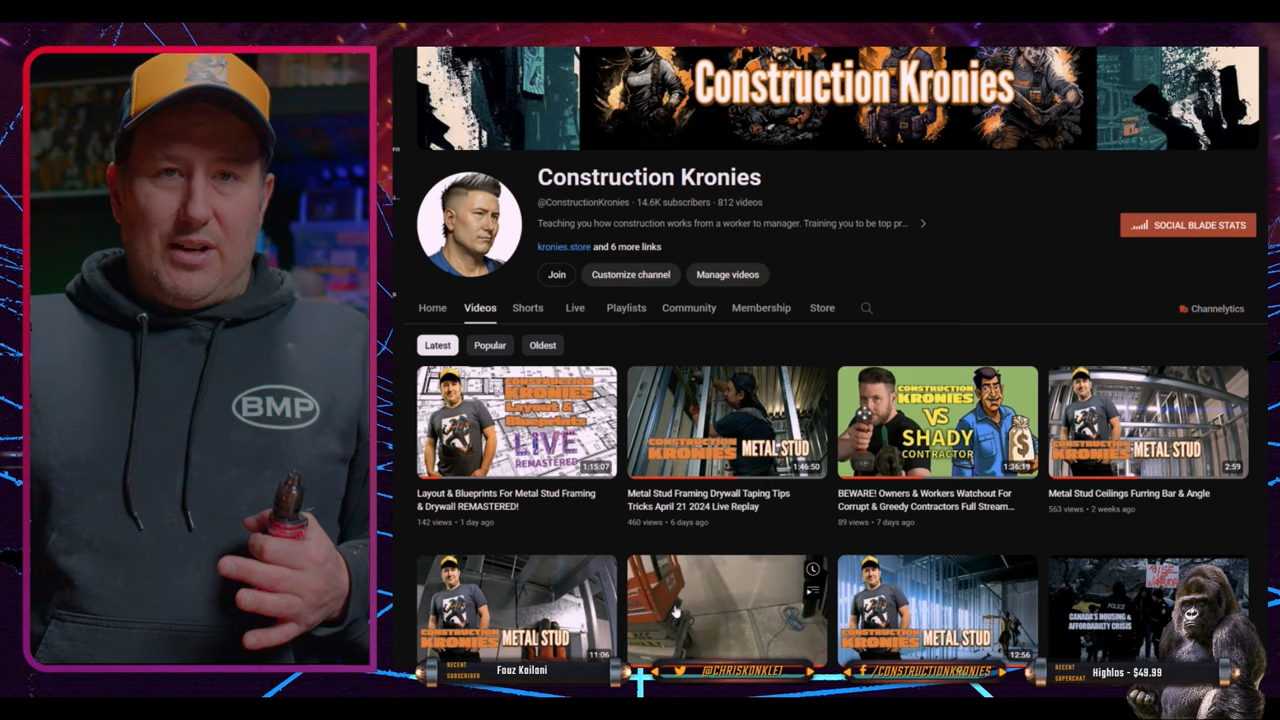 BMP
Construction Kronies
Construction Kronies
@ConstructionKronies · 14.6K subscribers · 812 videos
Teaching you how construction works from a worker to manager. Training you to be top pr...
kronies.store and 6 more links
SOCIAL BLADE STATS
Join
Customize channel
Manage videos
Home
Videos
Shorts
Live
Playlists
Community
Membership
Store
Channelytics
Latest
Popular
Oldest
CONSTRUCTION
KRONIES
Layout &
Blueprints
LIVE
REMASTERED
1:15:07
CONSTRUCTION
KRONIES
METAL STUD
1:46:50
CONSTRUCTION
KRONIES
VS
SHADY
CONTRACTOR
1:36:19
CONSTRUCTION
KRONIES
METAL STUD
2:59
Layout & Blueprints For Metal Stud Framing
& Drywall REMASTERED!
142 views • 1 day ago
Metal Stud Framing Drywall Taping Tips
Tricks April 21 2024 Live Replay
460 views • 6 days ago
BEWARE! Owners & Workers Watchout For
Corrupt & Greedy Contractors Full Stream...
89 views • 7 days ago
Metal Stud Ceilings Furring Bar & Angle
563 views • 2 weeks ago
CONSTRUCTION
KRONIES
METAL STUD
11:06
CONSTRUCTION
KRONIES
METAL STUD
12:56
POLICE
CANADA'S HOUSING &
AFFORDABILTY CRISIS
RECENT
SUBSCRIBER
Fouz Kailani
@CHRISKONKLE1
/CONSTRUCTIONKRONIES
RECENT
SUPERCHAT
Highlos - $49.99